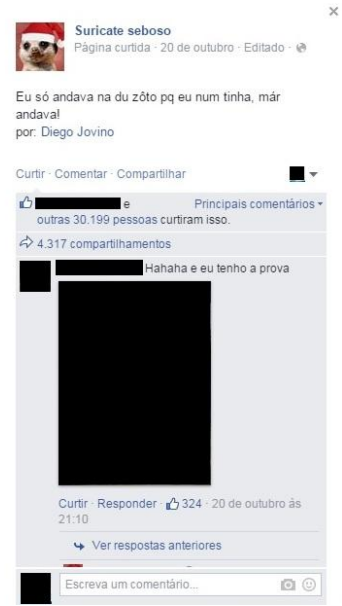 Suricate seboso
Página curtida · 20 de outubro · Editado ·
Eu só andava na du zôto pq eu num tinha, már
andava!
por: Diego Jovino
Curtir · Comentar · Compartilhar
e
Principais comentários
outras 30.199 pessoas curtiram isso.
4.317 compartilhamentos
Hahaha e eu tenho a prova
Curtir · Responder · 324 · 20 de outubro às
21:10
Ver respostas anteriores
Escreva um comentário...